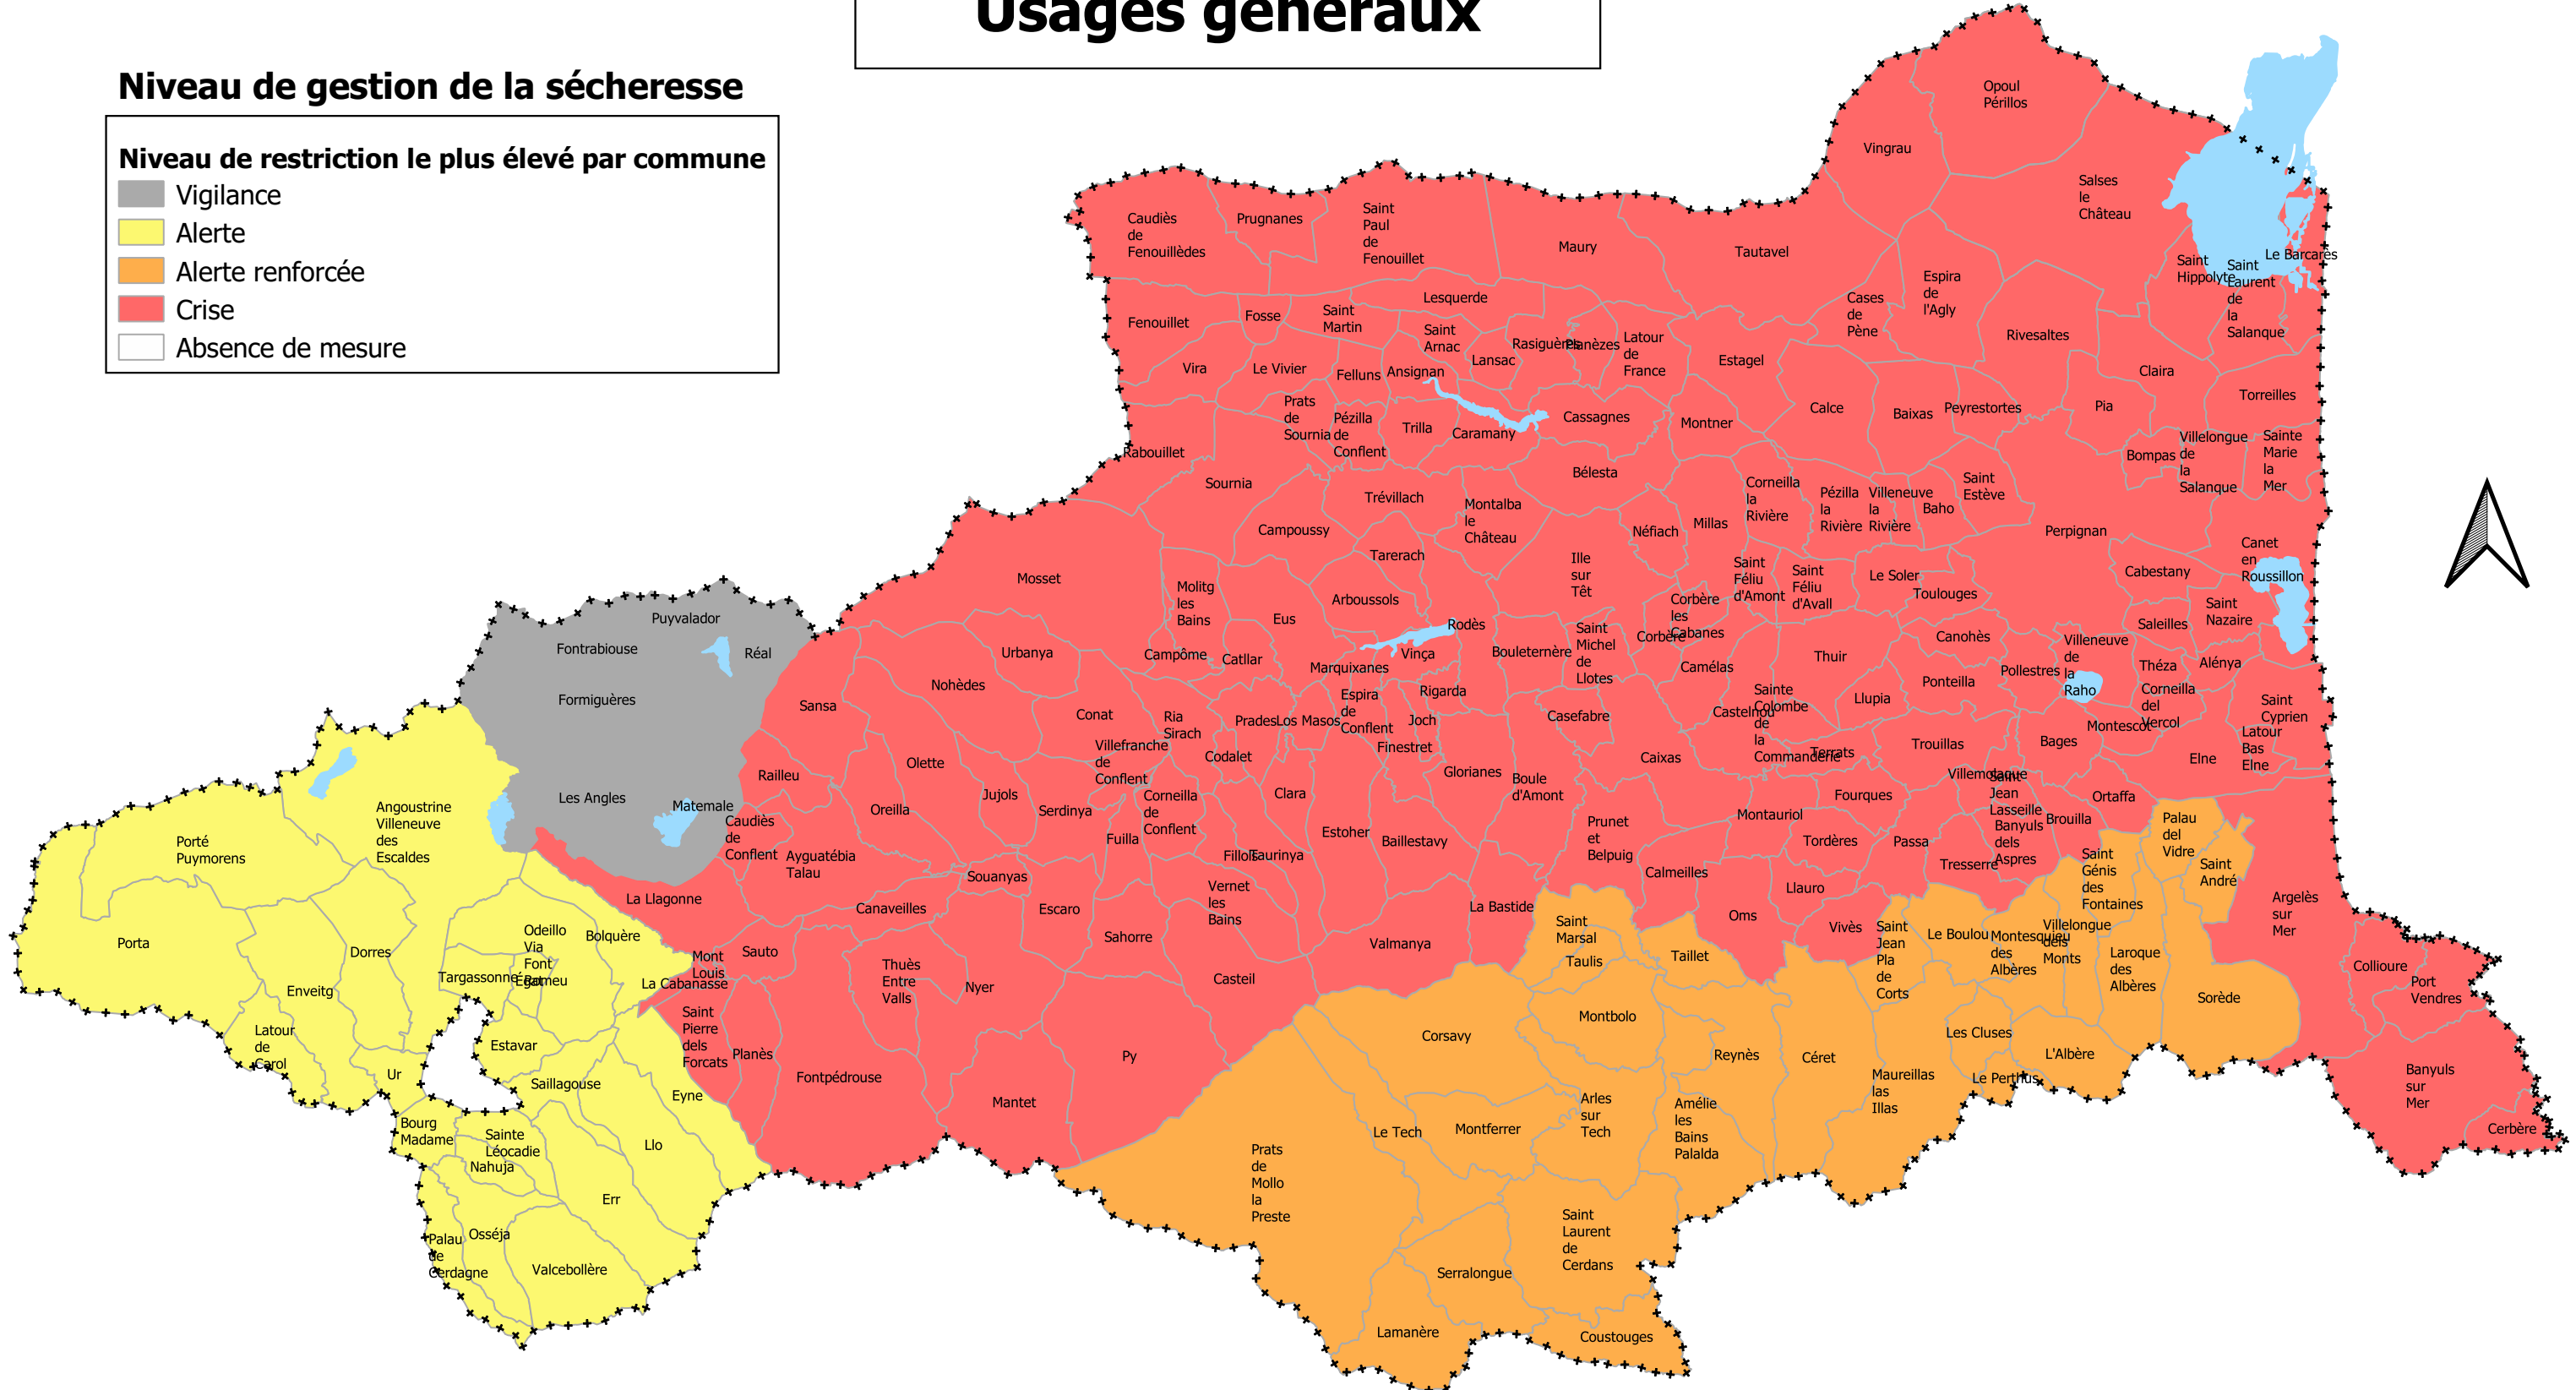 Usages généraux
Niveau de gestion de la sécheresse
Niveau de restriction le plus élevé par commune
Vigilance
Alerte
Alerte renforcée
Crise
Absence de mesure
Opoul
Périllos
Vingrau
Salses
le
Château
Caudiès
de
Fenouillèdes
Prugnanes
Saint
Paul
de
Fenouillet
Maury
Tautavel
Le Barcarès
Saint
Hippolyte
Saint
Laurent
de
la
Salanque
Espira
de
l'Agly
Cases
de
Pène
Rivesaltes
Lesquerde
Fenouillet
Fosse
Saint
Martin
Saint
Arnac
Lansac
Rasiguères
Planèzes
Latour
de
France
Estagel
Vira
Le Vivier
Felluns
Ansignan
Claira
Torreilles
Prats
de
Sournia
Pézilla
de
Conflent
Trilla
Caramany
Cassagnes
Montner
Calce
Baixas
Peyrestortes
Pia
Rabouillet
Bompas
Villelongue
de
la
Salanque
Sainte
Marie
la
Mer
Sournia
Trévillach
Bélesta
Montalba
le
Château
Corneilla
la
Rivière
Pézilla
la
Rivière
Villeneuve
la
Rivière
Baho
Saint
Estève
Campoussy
Néfiach
Millas
Perpignan
Tarerach
Ille
sur
Têt
Canet
en
Roussillon
Mosset
Molitg
les
Bains
Arboussols
Saint
Féliu
d'Amont
Saint
Féliu
d'Avall
Le Soler
Toulouges
Cabestany
Eus
Corbère
les
Cabanes
Saint
Nazaire
Puyvalador
Rodès
Saint
Michel
de
Llotes
Corbère
Canohès
Villeneuve
de
la
Raho
Saleilles
Fontrabiouse
Réal
Urbanya
Campôme
Catllar
Marquixanes
Vinça
Bouleternère
Camélas
Thuir
Pollestres
Théza
Alénya
Formiguères
Nohèdes
Sansa
Espira
de
Conflent
Rigarda
Ponteilla
Llupia
Corneilla
del
Vercol
Saint
Cyprien
Conat
Ria
Sirach
Prades
Los Masos
Joch
Casefabre
Castelnou
Sainte
Colombe
de
la
Commanderie
Montescot
Latour
Bas
Elne
Villefranche
de
Conflent
Codalet
Finestret
Terrats
Trouillas
Bages
Elne
Railleu
Olette
Glorianes
Boule
d'Amont
Caixas
Villemolaque
Saint
Jean
Lasseille
Les Angles
Matemale
Oreilla
Jujols
Serdinya
Corneilla
de
Conflent
Clara
Fourques
Ortaffa
Angoustrine
Villeneuve
des
Escaldes
Caudiès
de
Conflent
Fuilla
Estoher
Baillestavy
Prunet
et
Belpuig
Montauriol
Tordères
Passa
Banyuls
dels
Aspres
Brouilla
Palau
del
Vidre
Porté
Puymorens
Ayguatébia
Talau
Fillols
Taurinya
Tresserre
Saint
Génis
des
Fontaines
Saint
André
Souanyas
Vernet
les
Bains
Calmeilles
Llauro
La Llagonne
Canaveilles
Escaro
La Bastide
Oms
Argelès
sur
Mer
Porta
Dorres
Odeillo
Via
Font
Romeu
Bolquère
Sahorre
Valmanya
Saint
Marsal
Vivès
Saint
Jean
Pla
de
Corts
Le Boulou
Montesquieu
des
Albères
Villelongue
dels
Monts
Laroque
des
Albères
Mont
Louis
Sauto
Taulis
Taillet
Collioure
Targassonne
Égat
La Cabanasse
Thuès
Entre
Valls
Nyer
Casteil
Sorède
Port
Vendres
Enveitg
Latour
de
Carol
Saint
Pierre
dels
Forcats
Montbolo
Corsavy
Les Cluses
Estavar
Planès
Py
Reynès
Céret
L'Albère
Ur
Saillagouse
Fontpédrouse
Le Perthus
Maureillas
las
Illas
Banyuls
sur
Mer
Eyne
Mantet
Arles
sur
Tech
Amélie
les
Bains
Palalda
Bourg
Madame
Sainte
Léocadie
Llo
Le Tech
Montferrer
Cerbère
Nahuja
Prats
de
Mollo
la
Preste
Err
Osséja
Saint
Laurent
de
Cerdans
Palau
de
Cerdagne
Valcebollère
Serralongue
Lamanère
Coustouges